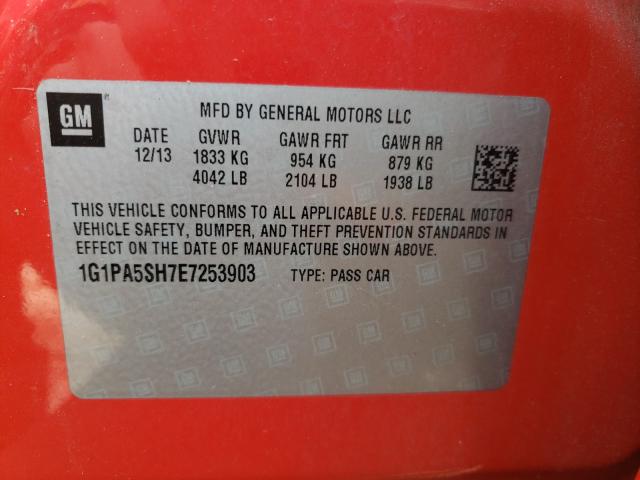 GM
MFD BY GENERAL MOTORS LLC
DATE GVWR GAWR FRT GAWR RR
12/13 1833 KG 954 KG 879 KG
4042 LB 2104 LB 1938 LB
THIS VEHICLE CONFORMS TO ALL APPLICABLE U.S. FEDERAL MOTOR
VEHICLE SAFETY, BUMPER, AND THEFT PREVENTION STANDARDS IN
EFFECT ON THE DATE OF MANUFACTURE SHOWN ABOVE.
1G1PA5SH7E7253903 TYPE: PASS CAR